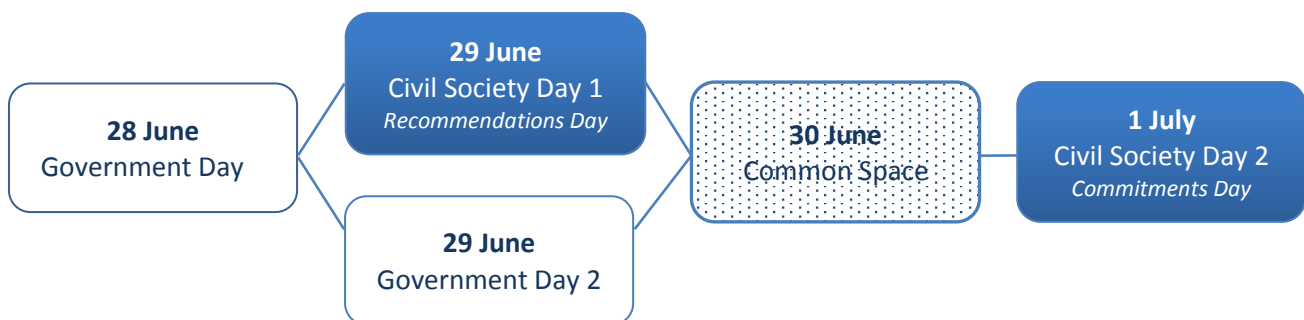 28 June
Government Day
29 June
Civil Society Day 1
Recommendations Day
29 June
Government Day 2
30 June
Common Space
1 July
Civil Society Day 2
Commitments Day